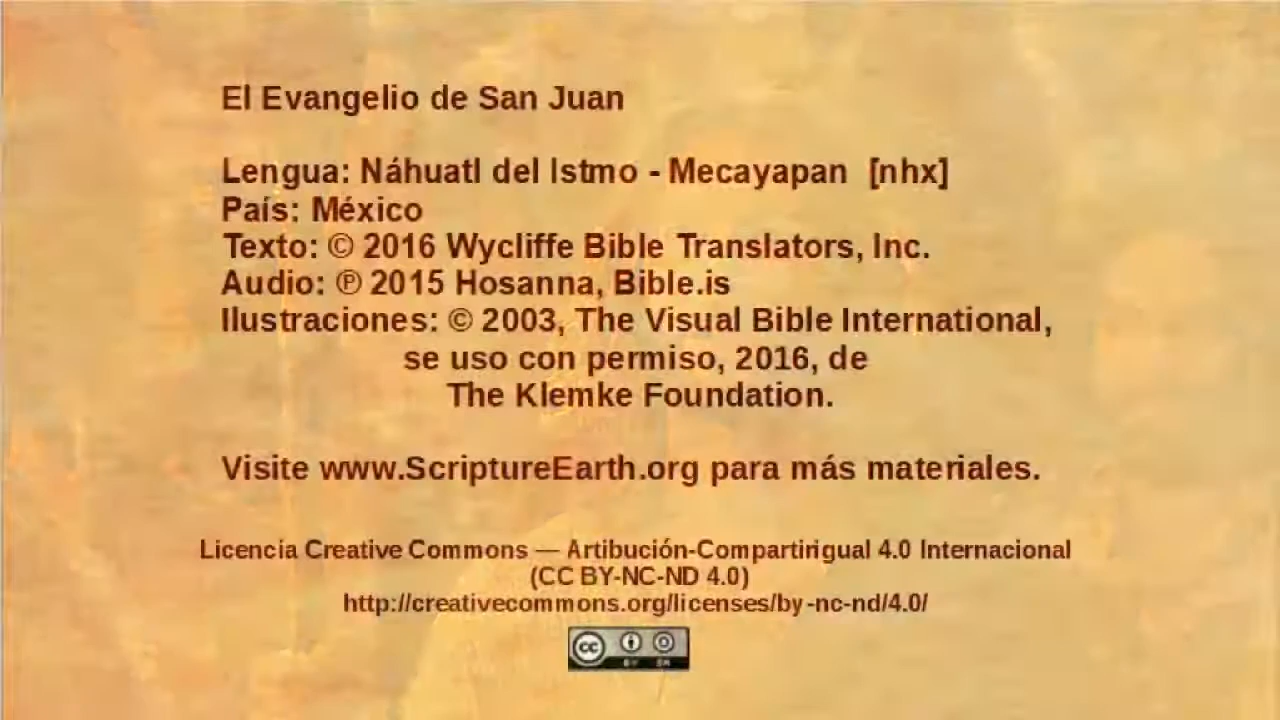 El Evangelio de San Juan
Lengua: Náhuatl del Istmo - Mecayapan [nhx]
País: México
Texto: © 2016 Wycliffe Bible Translators, Inc.
Audio: ℗ 2015 Hosanna, Bible.is
Ilustraciones: © 2003, The Visual Bible International,
se uso con permiso, 2016, de
The Klemke Foundation.
Visite www.ScriptureEarth.org para más materiales.
Licencia Creative Commons — Artibución-Compartirigual 4.0 Internacional
(CC BY-NC-ND 4.0)
http://creativecommons.org/licenses/by-nc-nd/4.0/
cc BY SA